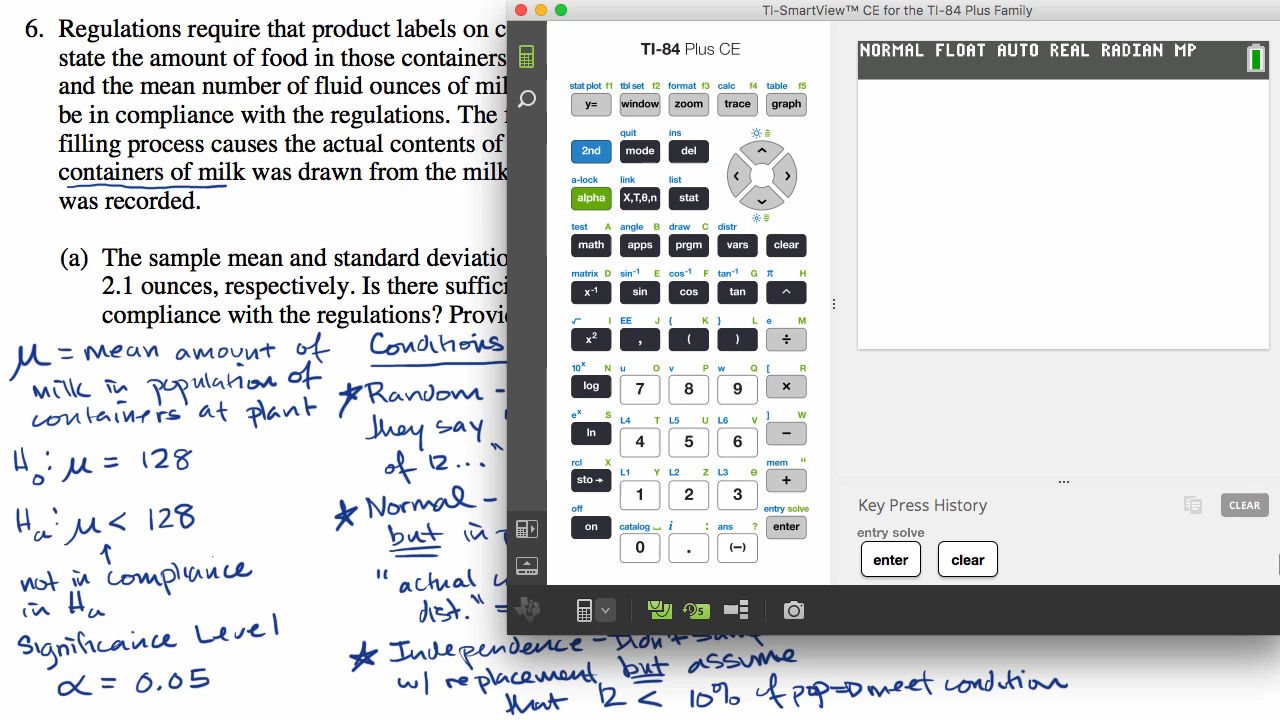 6. Regulations require that product labels on c
state the amount of food in those containers
and the mean number of fluid ounces of mil
be in compliance with the regulations. The
filling process causes the actual contents of
containers of milk was drawn from the milk
was recorded.
(a) The sample mean and standard deviatio
2.1 ounces, respectively. Is there suffici
compliance with the regulations? Provi
μ = mean amount of
milk in population of
containers at plant
H₀: μ = 128
Hₐ: μ < 128
↑
not in compliance
in Hₐ
Significance Level
α = 0.05
Conditions
★ Random -
they say
of 12..."
★ Normal -
but in
"actual
dist." =
★ Independence - Don't
w/ replacement, but assume
that 12 < 10% of pop => meet condition
TI-SmartView™ CE for the TI-84 Plus Family
TI-84 Plus CE
stat plot f1 tbl set f2 format f3 calc f4 table f5
y= window zoom trace graph
quit ins
2nd mode del
a-lock link list
alpha X,T,θ,n stat
test A angle B draw C distr
math apps prgm vars clear
matrix D sin⁻¹ E cos⁻¹ F tan⁻¹ G π H
x⁻¹ sin cos tan ^
√ I EE J { K } L e M
x² , ( ) ÷
10ˣ N u O v P w Q [ R
log 7 8 9 ×
eˣ S L4 T L5 U L6 V ] W
ln 4 5 6 −
rcl X L1 Y L2 Z L3 θ mem "
sto→ 1 2 3 +
off catalog ⎵ i : ans ? entry solve
on 0 . (−) enter
NORMAL FLOAT AUTO REAL RADIAN MP
Key Press History
CLEAR
entry solve
enter clear